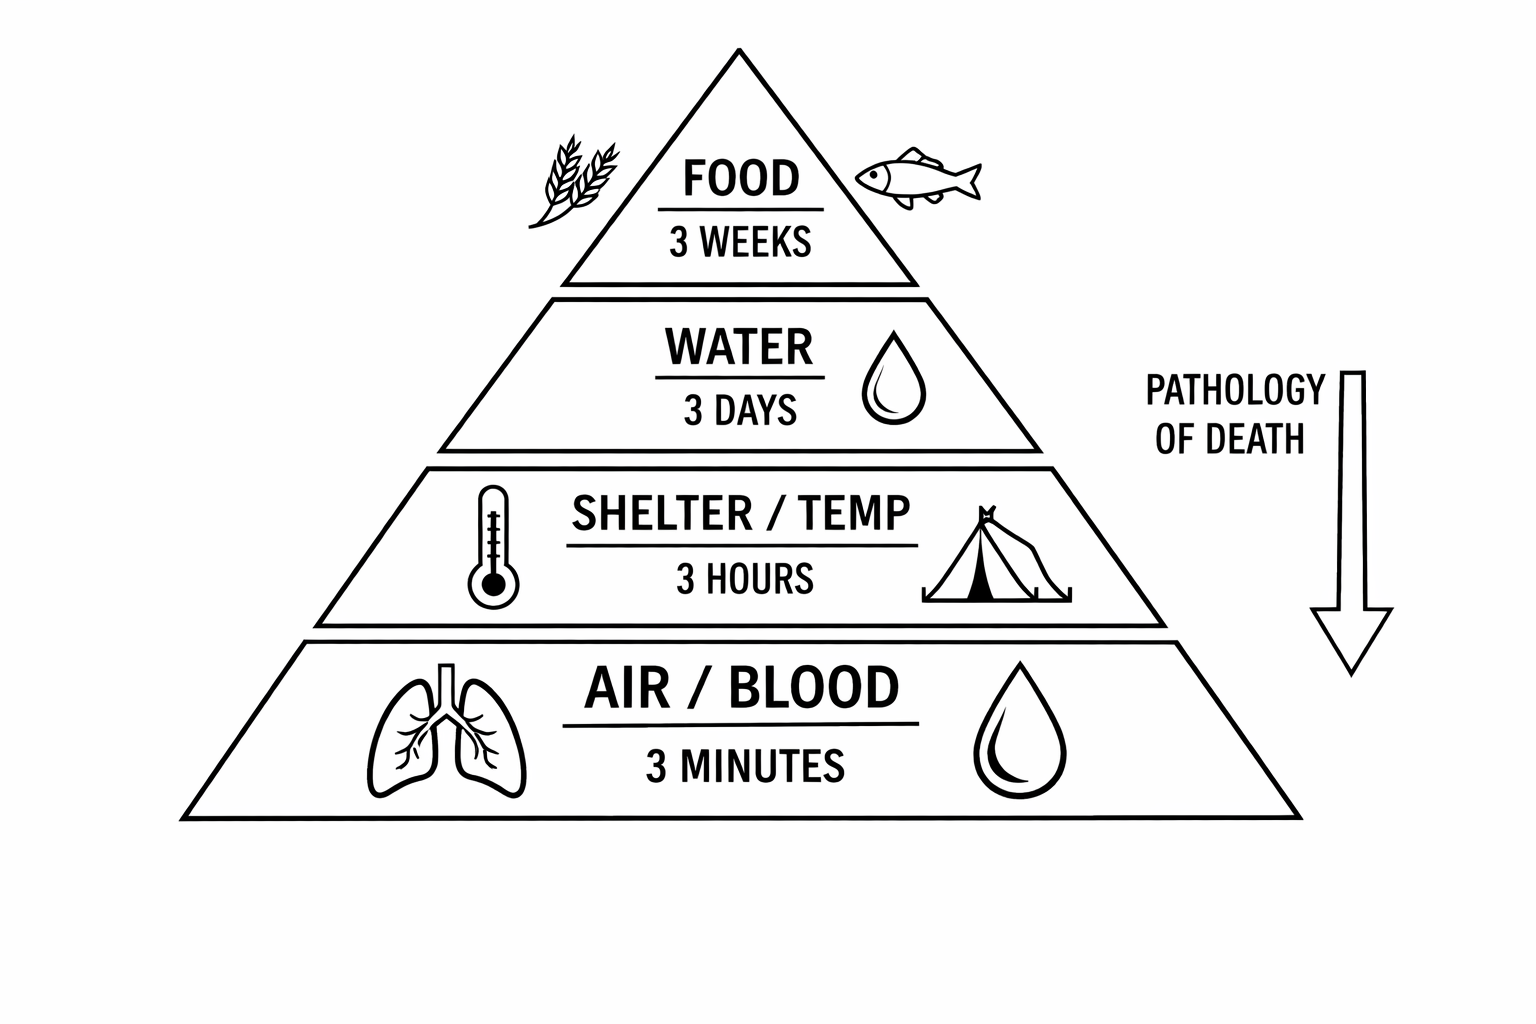 FOOD
3 WEEKS
WATER
3 DAYS
PATHOLOGY
OF DEATH
SHELTER / TEMP
3 HOURS
AIR / BLOOD
3 MINUTES